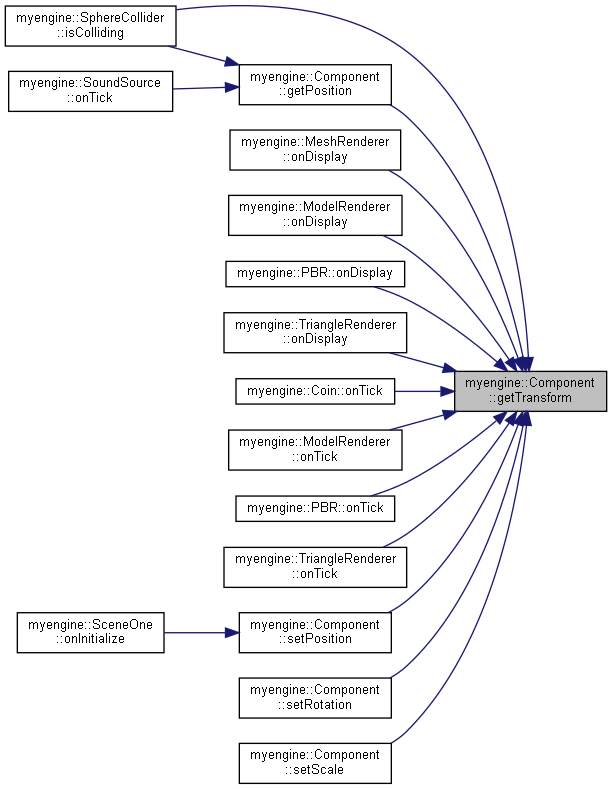 myengine::SphereCollider
::isColliding
myengine::Component
::getPosition
myengine::SoundSource
::onTick
myengine::MeshRenderer
::onDisplay
myengine::ModelRenderer
::onDisplay
myengine::PBR::onDisplay
myengine::TriangleRenderer
::onDisplay
myengine::Component
::getTransform
myengine::Coin::onTick
myengine::ModelRenderer
::onTick
myengine::PBR::onTick
myengine::TriangleRenderer
::onTick
myengine::SceneOne
::onInitialize
myengine::Component
::setPosition
myengine::Component
::setRotation
myengine::Component
::setScale